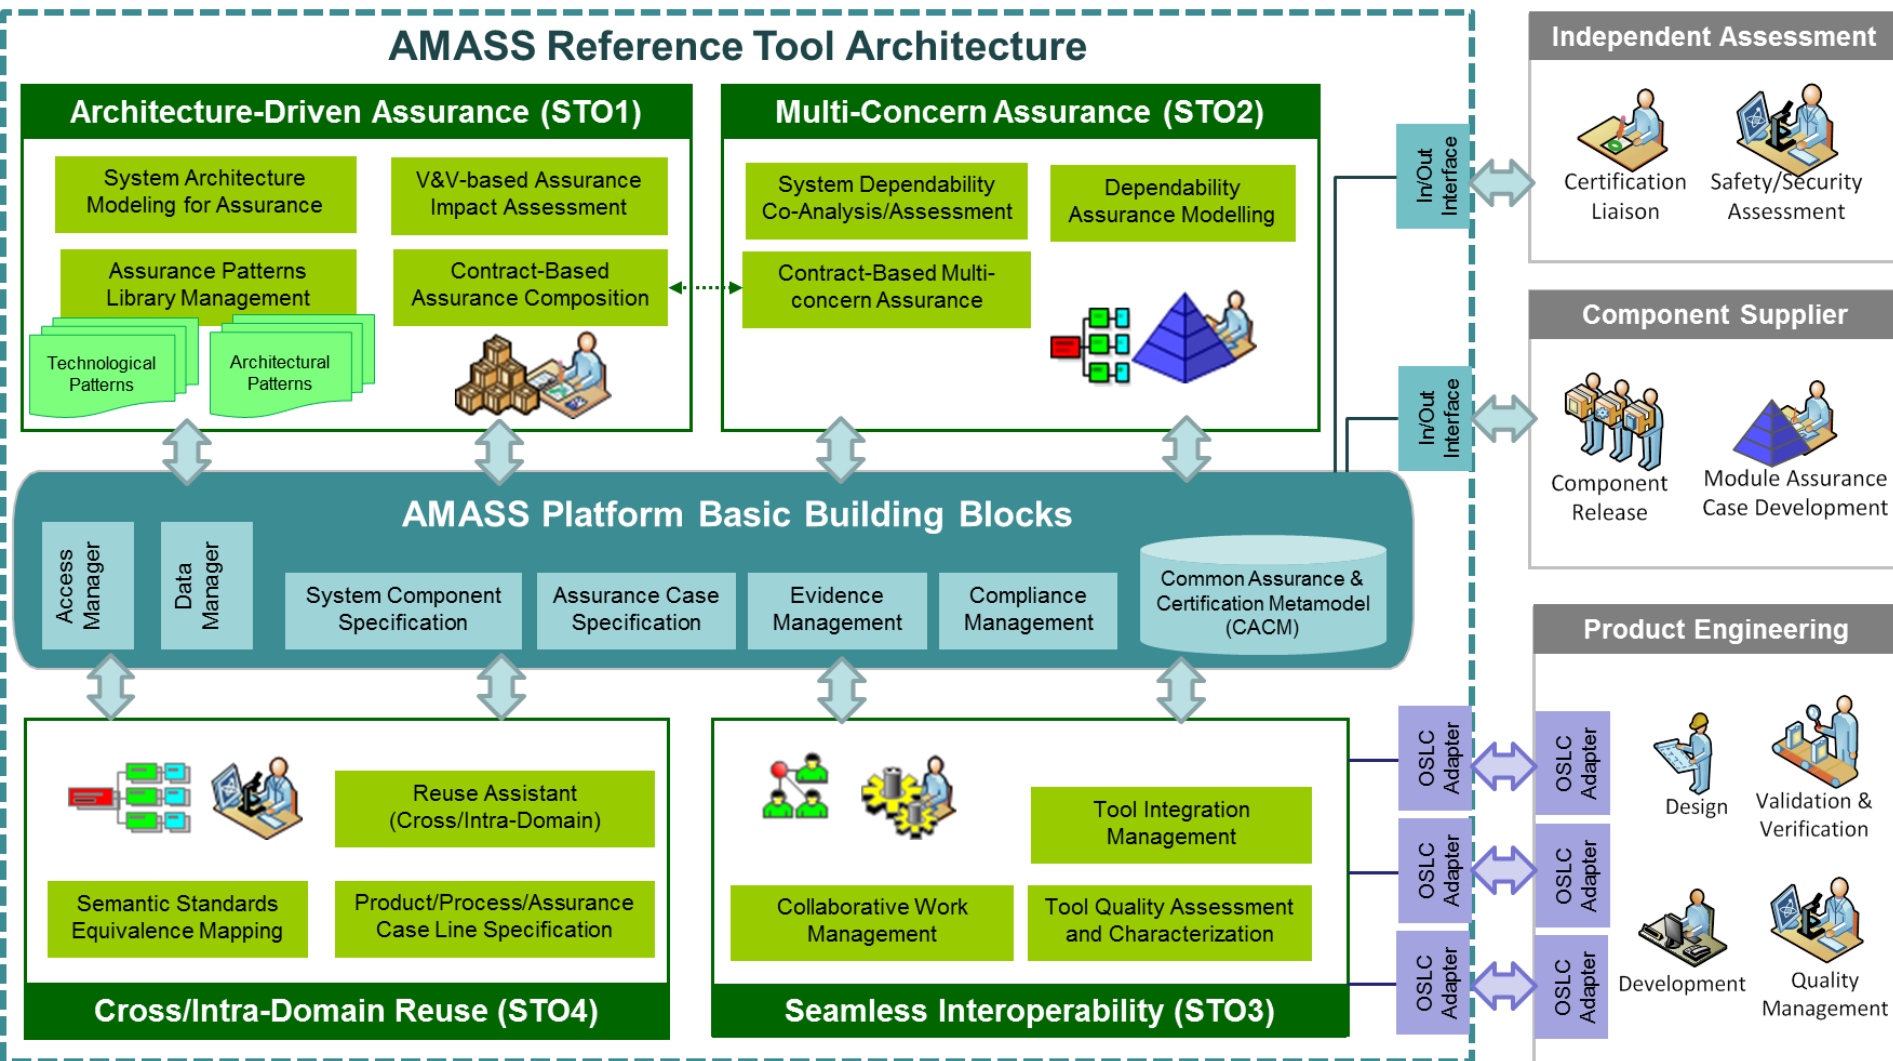 AMASS Reference Tool Architecture
Architecture-Driven Assurance (STO1)
System Architecture
Modeling for Assurance
V&V-based Assurance
Impact Assessment
Assurance Patterns
Library Management
Contract-Based
Assurance Composition
Technological
Patterns
Architectural
Patterns
Multi-Concern Assurance (STO2)
System Dependability
Co-Analysis/Assessment
Dependability
Assurance Modelling
Contract-Based Multi-
concern Assurance
In/Out
Interface
In/Out
Interface
Independent Assessment
Certification
Liaison
Safety/Security
Assessment
Component Supplier
Component
Release
Module Assurance
Case Development
AMASS Platform Basic Building Blocks
Access
Manager
Data
Manager
System Component
Specification
Assurance Case
Specification
Evidence
Management
Compliance
Management
Common Assurance &
Certification Metamodel
(CACM)
Reuse Assistant
(Cross/Intra-Domain)
Semantic Standards
Equivalence Mapping
Product/Process/Assurance
Case Line Specification
Cross/Intra-Domain Reuse (STO4)
Tool Integration
Management
Collaborative Work
Management
Tool Quality Assessment
and Characterization
Seamless Interoperability (STO3)
OSLC
Adapter
OSLC
Adapter
OSLC
Adapter
OSLC
Adapter
OSLC
Adapter
OSLC
Adapter
Product Engineering
Design
Validation &
Verification
Development
Quality
Management